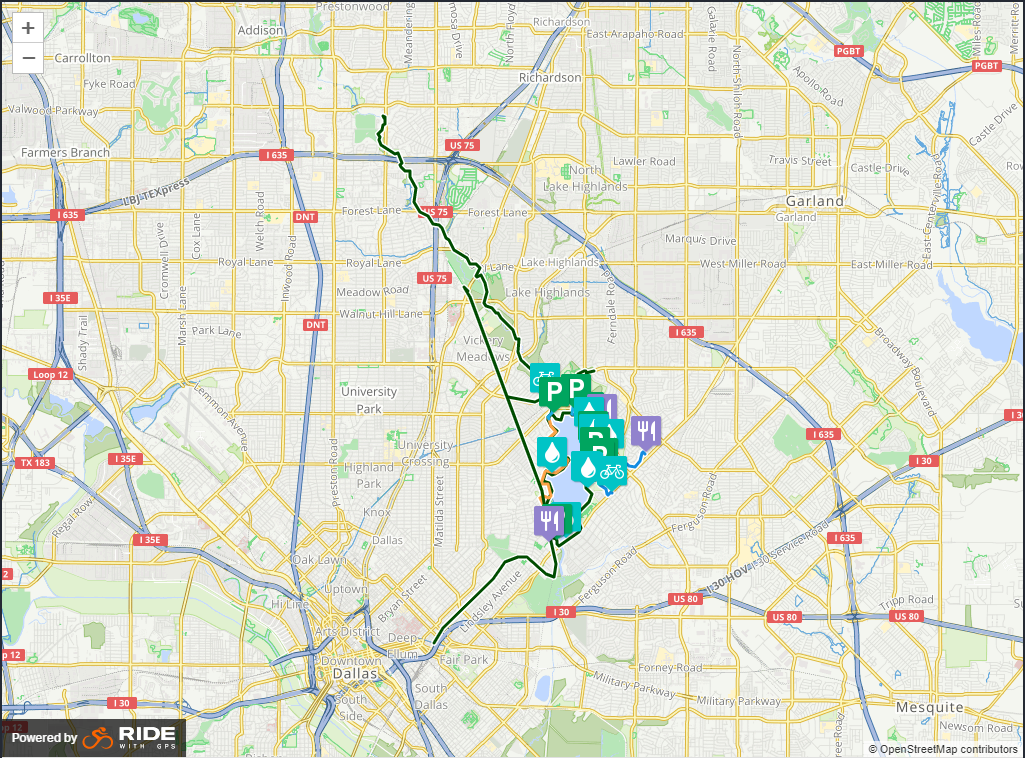 Prestonwood
Addison
Meandering
Richardson
East Arapaho Road
Galaxie Road
PGBT
Carrollton
PGBT
Richardson
Fyke Road
Apollo Road
North Shiloh Road
Valwood Parkway
Castle Drive
Farmers Branch
US 75
I 635
Lawler Road
Travis Street
Castle Drive
North
Lake Highlands
LBJ TEXpress
Garland
Garland
I 635
DNT
Forest Lane
US 75
Forest Lane
Cox Lane
Welch Road
Cromwell Drive
Inwood Road
Marquis Drive
East Centerville Road
Royal Lane
Royal Lane
Lane
Lake Highlands
West Miller Road
East Miller Road
US 75
Meadow Road
Lake Highlands
I 35E
Ferndale Road
Marsh Lane
Walnut Hill Lane
DNT
Park Lane
I 635
Shady Trail
Vickery
Meadows
Broadway Boulevard
Loop 12
University
Park
Lemmon Avenue
P
P
I 635
University
Crossing
I 35E
TX 183
I 30
Highland
Park
Preston Road
Matilda Street
Regal Row
Knox
Dallas
Ferguson Road
I 35E
I 635
I 30 HOV
I 30 Service Road
Oak Lawn
Uptown
Bryan Street
Lindsley Avenue
Ferguson Road
Hi Line
US 80
Tripp Road
I 30
US 80
US 80
Arts District
Deep
Ellum
Fair Park
Downtown
Dallas
Forney Road
South
Side
South
Dallas
Military Parkway
Military Parkway
I 30
Mesquite
Newsom Road
Powered by RIDE
WITH GPS
© OpenStreetMap contributors